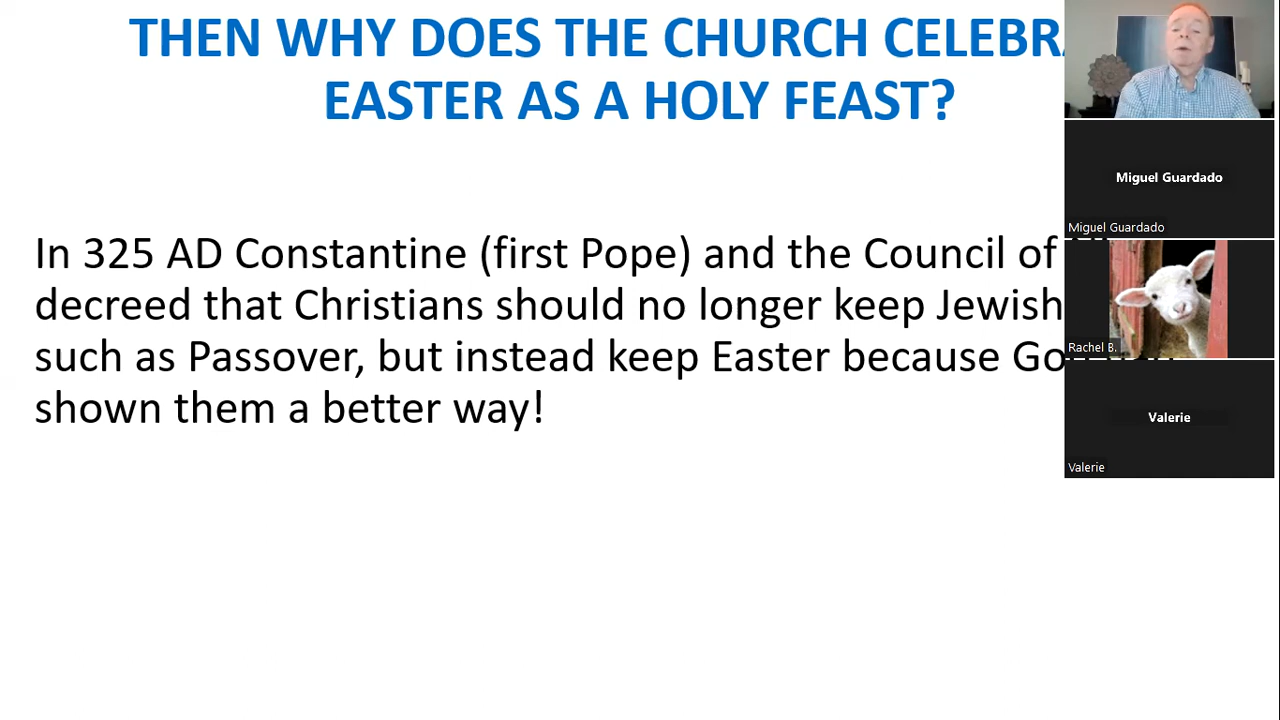 THEN WHY DOES THE CHURCH
EASTER AS A HOLY FEAST?
In 325 AD Constantine (first Pope) and the Council of
decreed that Christians should no longer keep Jewish
such as Passover, but instead keep Easter because
shown them a better way!
Miguel Guardado
Miguel Guardado
Rachel B.
Valerie
Valerie